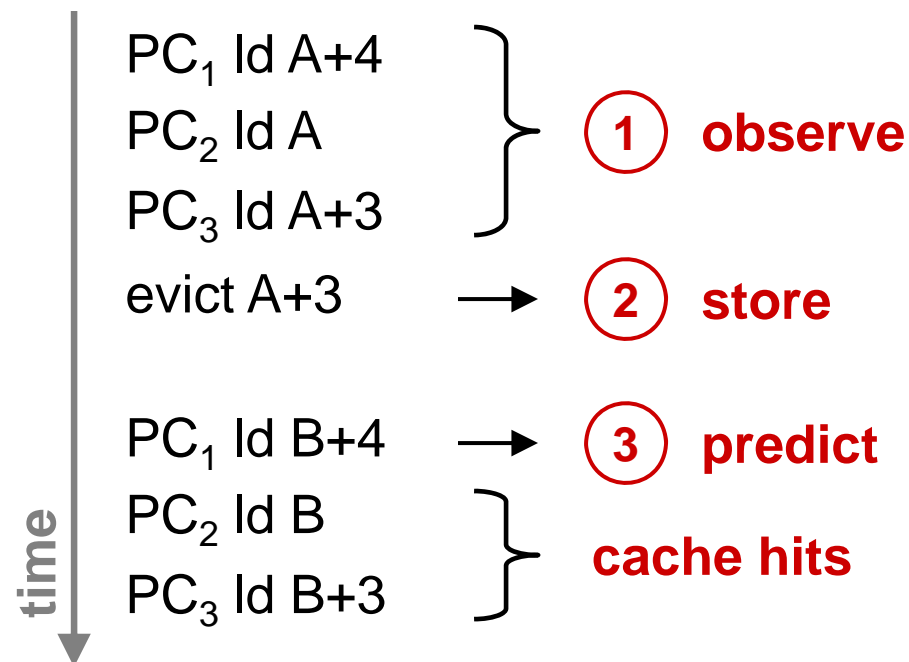 PC₁ ld A+4
PC₂ ld A
PC₃ ld A+3
1 observe
evict A+3
2 store
PC₁ ld B+4
3 predict
PC₂ ld B
PC₃ ld B+3
cache hits
time